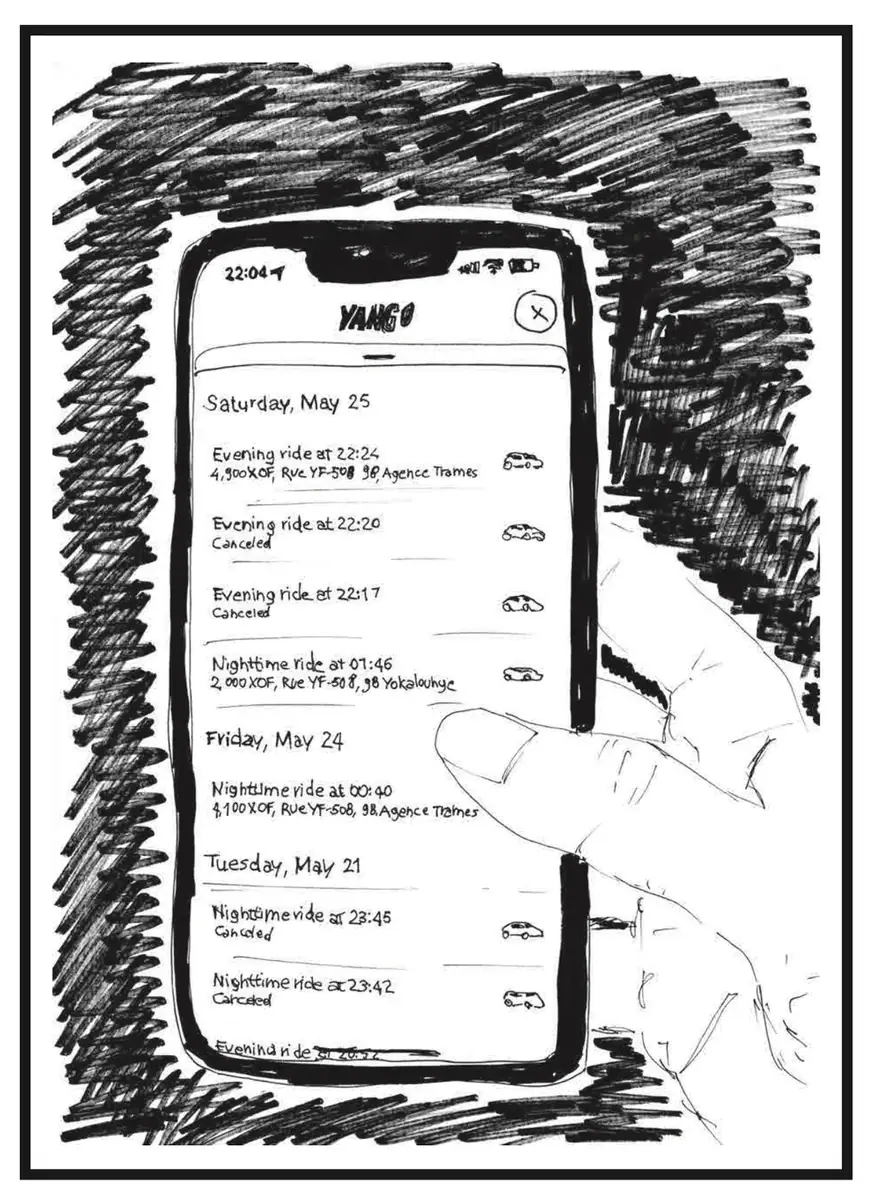 22:04
YANGO
Saturday, May 25
Evening ride at 22:24
4,900XOF, Rue YF-508 98, Agence Trames
Evening ride at 22:20
Canceled
Evening ride at 22:17
Canceled
Nighttime ride at 01:46
2,000XOF, Rue YF-508, 98 Yokalounge
Friday, May 24
Nighttime ride at 00:40
4,100XOF, Rue YF-508, 98 Agence Trames
Tuesday, May 21
Nighttime ride at 23:45
Canceled
Nighttime ride at 23:42
Canceled
Evening ride